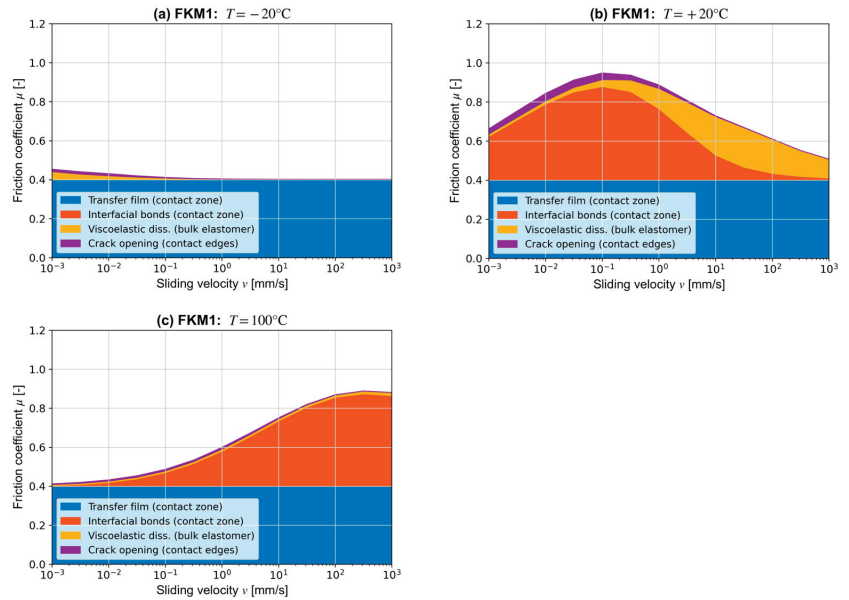 (a) FKM1: T = −20°C
Friction coefficient μ [-]
1.2
1.0
0.8
0.6
0.4
0.2
0.0
Transfer film (contact zone)
Interfacial bonds (contact zone)
Viscoelastic diss. (bulk elastomer)
Crack opening (contact edges)
10⁻³ 10⁻² 10⁻¹ 10⁰ 10¹ 10² 10³
Sliding velocity v [mm/s]
(b) FKM1: T = +20°C
Friction coefficient μ [-]
1.2
1.0
0.8
0.6
0.4
0.2
0.0
Transfer film (contact zone)
Interfacial bonds (contact zone)
Viscoelastic diss. (bulk elastomer)
Crack opening (contact edges)
10⁻³ 10⁻² 10⁻¹ 10⁰ 10¹ 10² 10³
Sliding velocity v [mm/s]
(c) FKM1: T = 100°C
Friction coefficient μ [-]
1.2
1.0
0.8
0.6
0.4
0.2
0.0
Transfer film (contact zone)
Interfacial bonds (contact zone)
Viscoelastic diss. (bulk elastomer)
Crack opening (contact edges)
10⁻³ 10⁻² 10⁻¹ 10⁰ 10¹ 10² 10³
Sliding velocity v [mm/s]